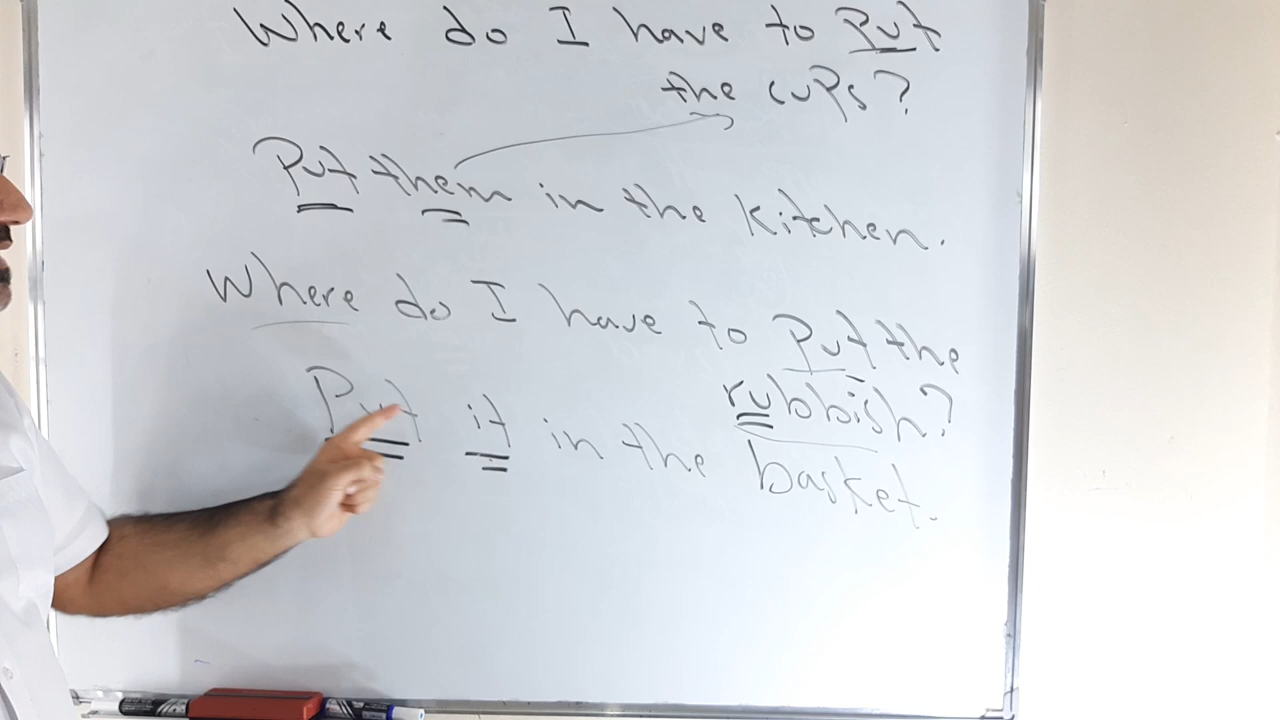 Where do I have to Put
the cups?
Put them in the kitchen.
Where do I have to Put the
rubbish?
Put it in the basket.